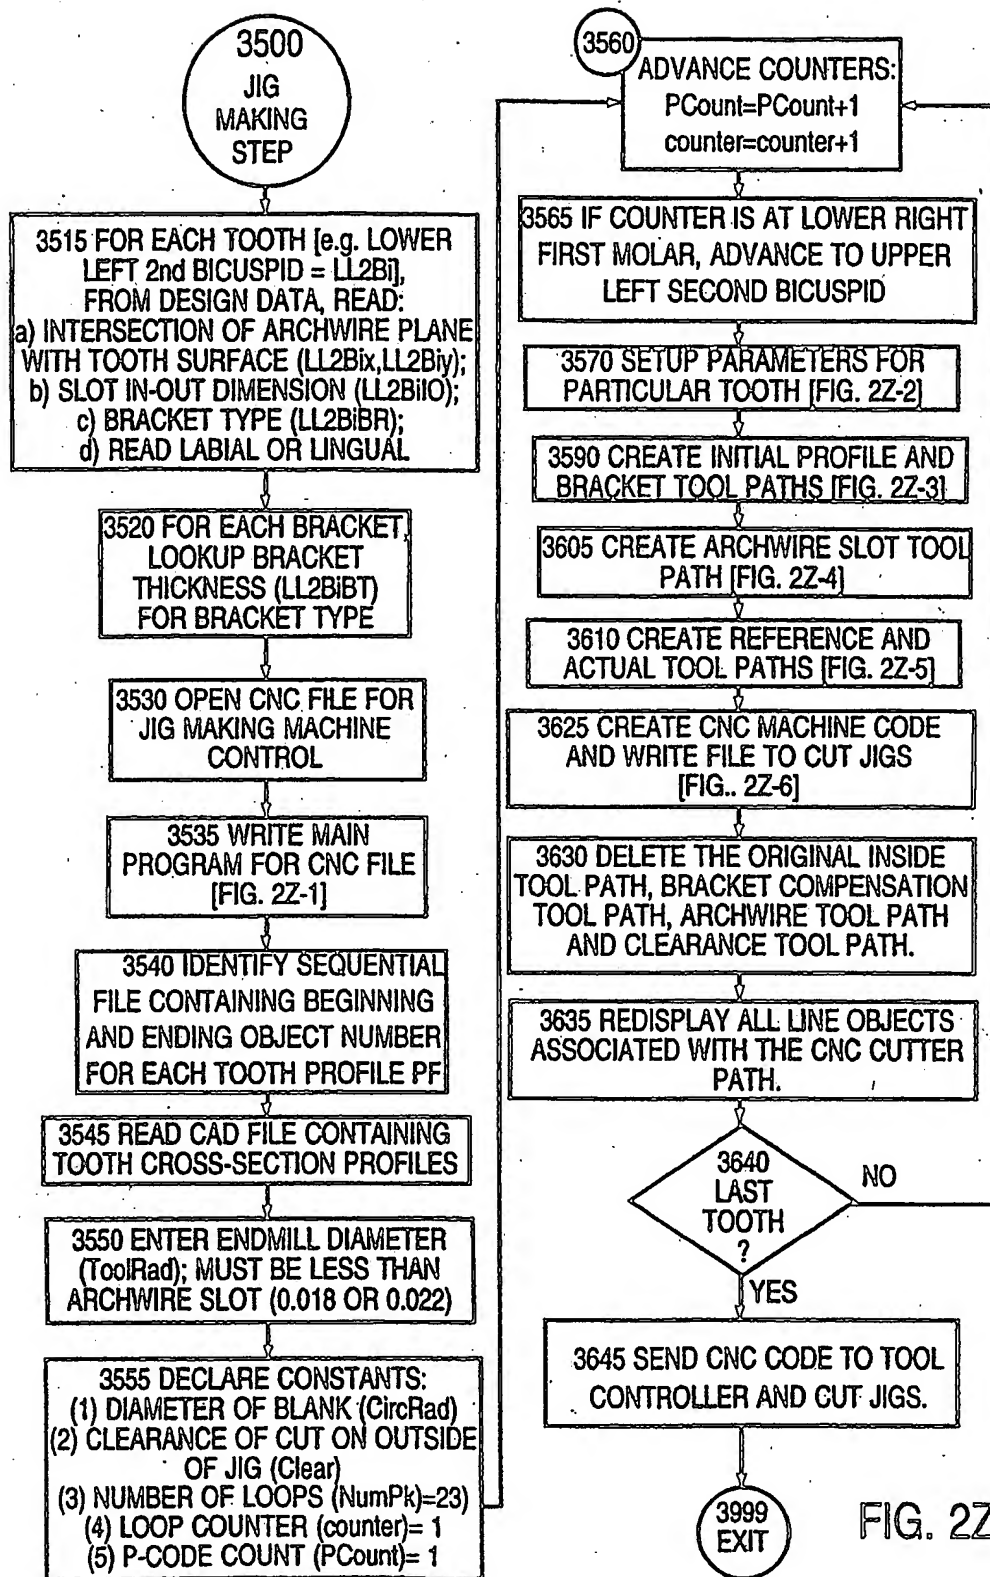 3500
JIG
MAKING
STEP
3515 FOR EACH TOOTH [e.g. LOWER
LEFT 2nd BICUSPID = LL2Bi],
FROM DESIGN DATA, READ:
a) INTERSECTION OF ARCHWIRE PLANE
WITH TOOTH SURFACE (LL2Bix,LL2Biy);
b) SLOT IN-OUT DIMENSION (LL2BiIO);
c) BRACKET TYPE (LL2BiBR);
d) READ LABIAL OR LINGUAL
3520 FOR EACH BRACKET,
LOOKUP BRACKET
THICKNESS (LL2BiBT)
FOR BRACKET TYPE
3530 OPEN CNC FILE FOR
JIG MAKING MACHINE
CONTROL
3535 WRITE MAIN
PROGRAM FOR CNC FILE
[FIG. 2Z-1]
3540 IDENTIFY SEQUENTIAL
FILE CONTAINING BEGINNING
AND ENDING OBJECT NUMBER
FOR EACH TOOTH PROFILE PF
3545 READ CAD FILE CONTAINING
TOOTH CROSS-SECTION PROFILES
3550 ENTER ENDMILL DIAMETER
(ToolRad); MUST BE LESS THAN
ARCHWIRE SLOT (0.018 OR 0.022)
3555 DECLARE CONSTANTS:
(1) DIAMETER OF BLANK (CircRad)
(2) CLEARANCE OF CUT ON OUTSIDE
OF JIG (Clear)
(3) NUMBER OF LOOPS (NumPk)=23)
(4) LOOP COUNTER (counter)= 1
(5) P-CODE COUNT (PCount)= 1
3560
ADVANCE COUNTERS:
PCount=PCount+1
counter=counter+1
3565 IF COUNTER IS AT LOWER RIGHT
FIRST MOLAR, ADVANCE TO UPPER
LEFT SECOND BICUSPID
3570 SETUP PARAMETERS FOR
PARTICULAR TOOTH [FIG. 2Z-2]
3590 CREATE INITIAL PROFILE AND
BRACKET TOOL PATHS [FIG. 2Z-3]
3605 CREATE ARCHWIRE SLOT TOOL
PATH [FIG. 2Z-4]
3610 CREATE REFERENCE AND
ACTUAL TOOL PATHS [FIG. 2Z-5]
3625 CREATE CNC MACHINE CODE
AND WRITE FILE TO CUT JIGS
[FIG.. 2Z-6]
3630 DELETE THE ORIGINAL INSIDE
TOOL PATH, BRACKET COMPENSATION
TOOL PATH, ARCHWIRE TOOL PATH
AND CLEARANCE TOOL PATH.
3635 REDISPLAY ALL LINE OBJECTS
ASSOCIATED WITH THE CNC CUTTER
PATH.
3640
LAST
TOOTH
?
NO
YES
3645 SEND CNC CODE TO TOOL
CONTROLLER AND CUT JIGS.
3999
EXIT
FIG. 2Z